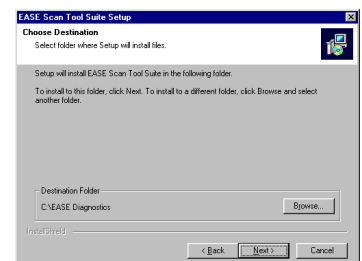 EASE Scan Tool Suite Setup
Choose Destination
Select folder where Setup will install files.
Setup will install EASE Scan Tool Suite in the following folder.
To install to this folder, click Next. To install to a different folder, click Browse and select
another folder.
Destination Folder
C:\EASE Diagnostics
Browse...
InstallShield
< Back
Next >
Cancel